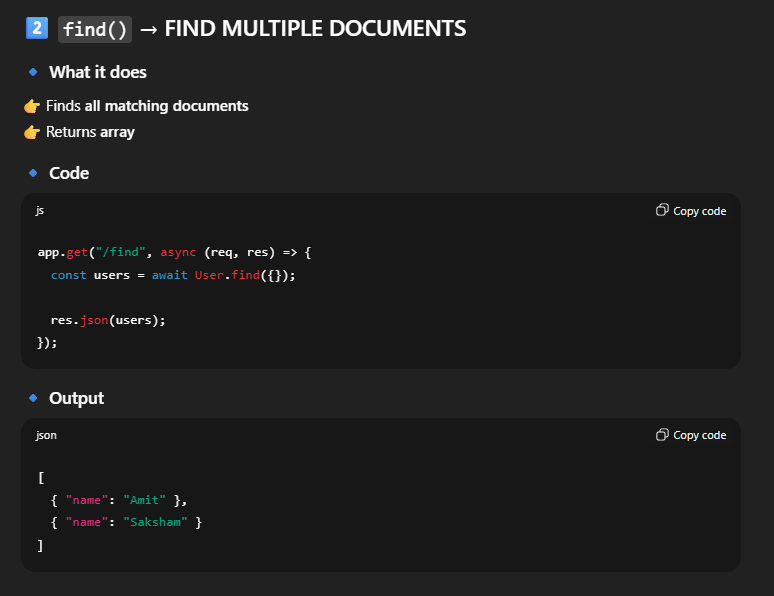 2 find() → FIND MULTIPLE DOCUMENTS
What it does
👉 Finds all matching documents
👉 Returns array
Code
js
Copy code
app.get("/find", async (req, res) => {
  const users = await User.find({});
  res.json(users);
});
Output
json
Copy code
[
  { "name": "Amit" },
  { "name": "Saksham" }
]